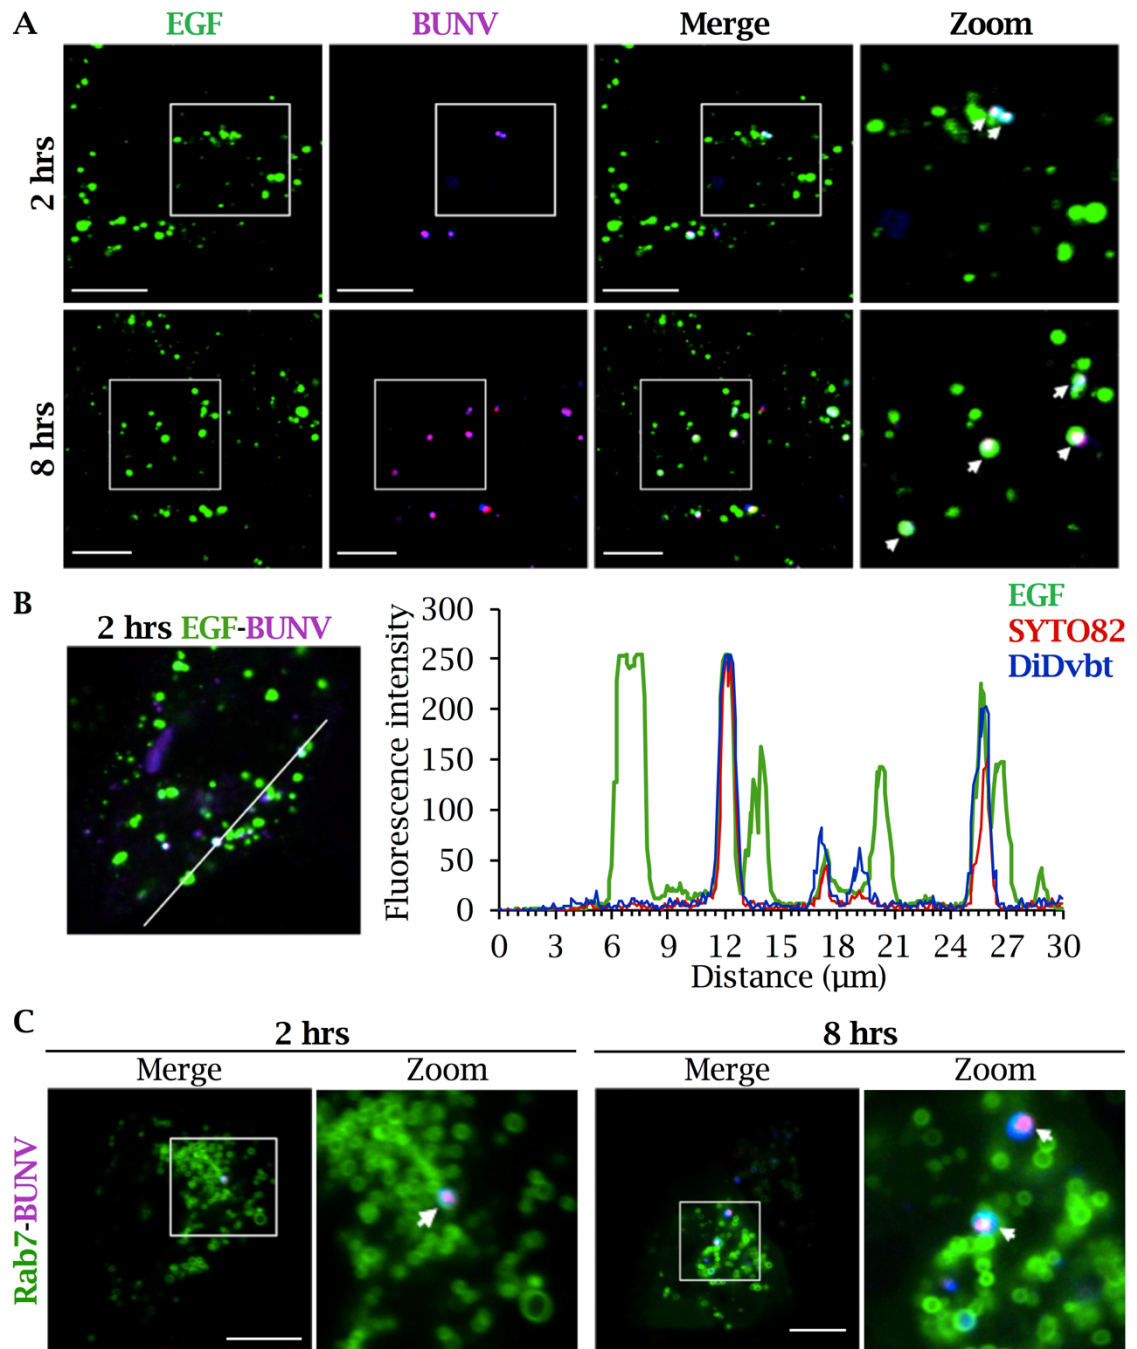 A
EGF BUNV Merge Zoom
2 hrs
8 hrs
B
2 hrs EGF-BUNV
EGF
SYTO82
DiDvbt
Fluorescence intensity
300
250
200
150
100
50
0
0 3 6 9 12 15 18 21 24 27 30
Distance (μm)
C
2 hrs 8 hrs
Merge Zoom Merge Zoom
Rab7-BUNV